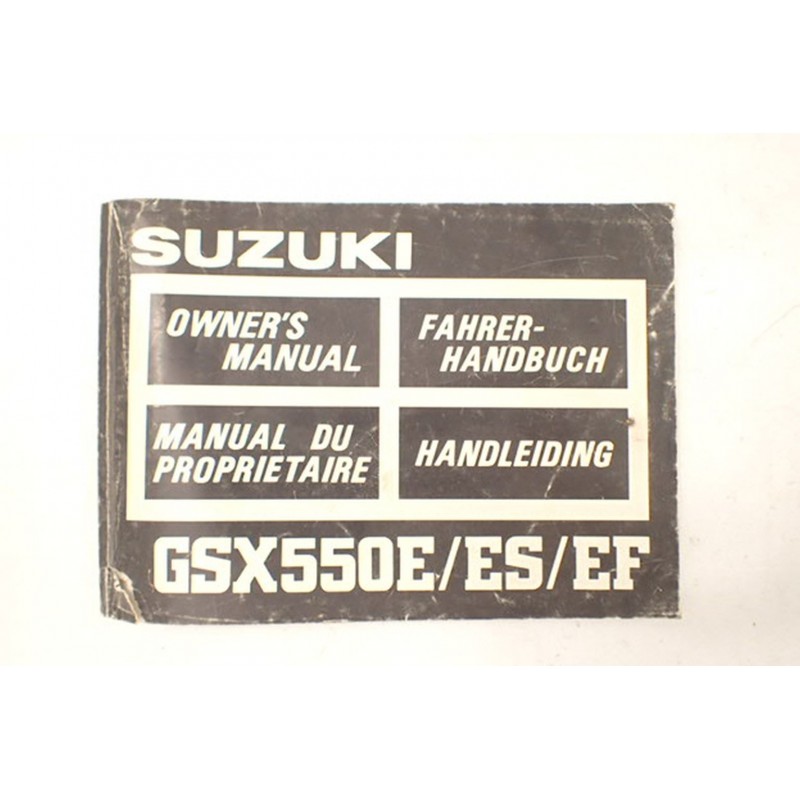 SUZUKI
OWNER'S
MANUAL
FAHRER-
HANDBUCH
MANUAL DU
PROPRIETAIRE
HANDLEIDING
GSX550E/ES/EF